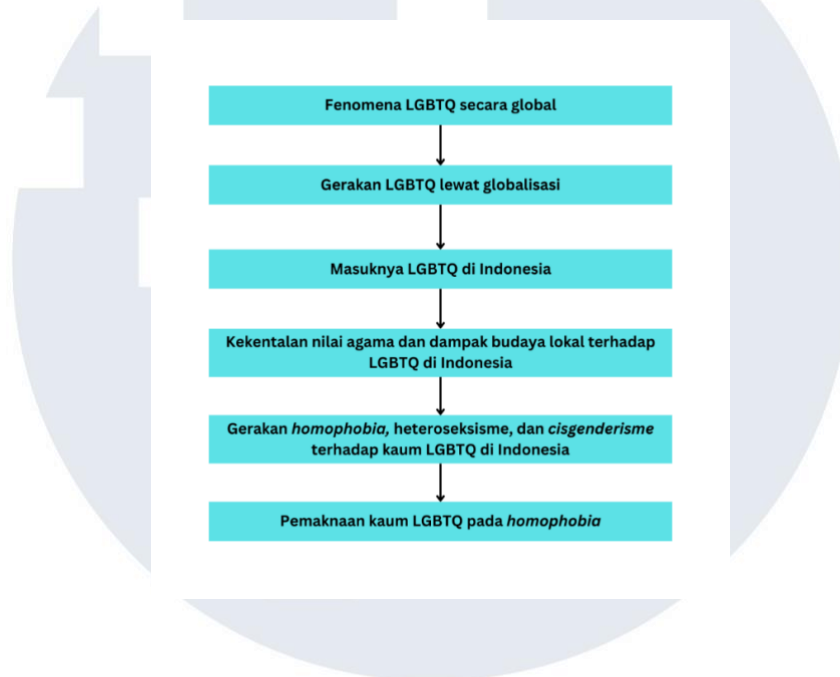 Fenomena LGBTQ secara global
Gerakan LGBTQ lewat globalisasi
Masuknya LGBTQ di Indonesia
Kekentalan nilai agama dan dampak budaya lokal terhadap
LGBTQ di Indonesia
Gerakan homophobia, heteroseksisme, dan cisgenderisme
terhadap kaum LGBTQ di Indonesia
Pemaknaan kaum LGBTQ pada homophobia